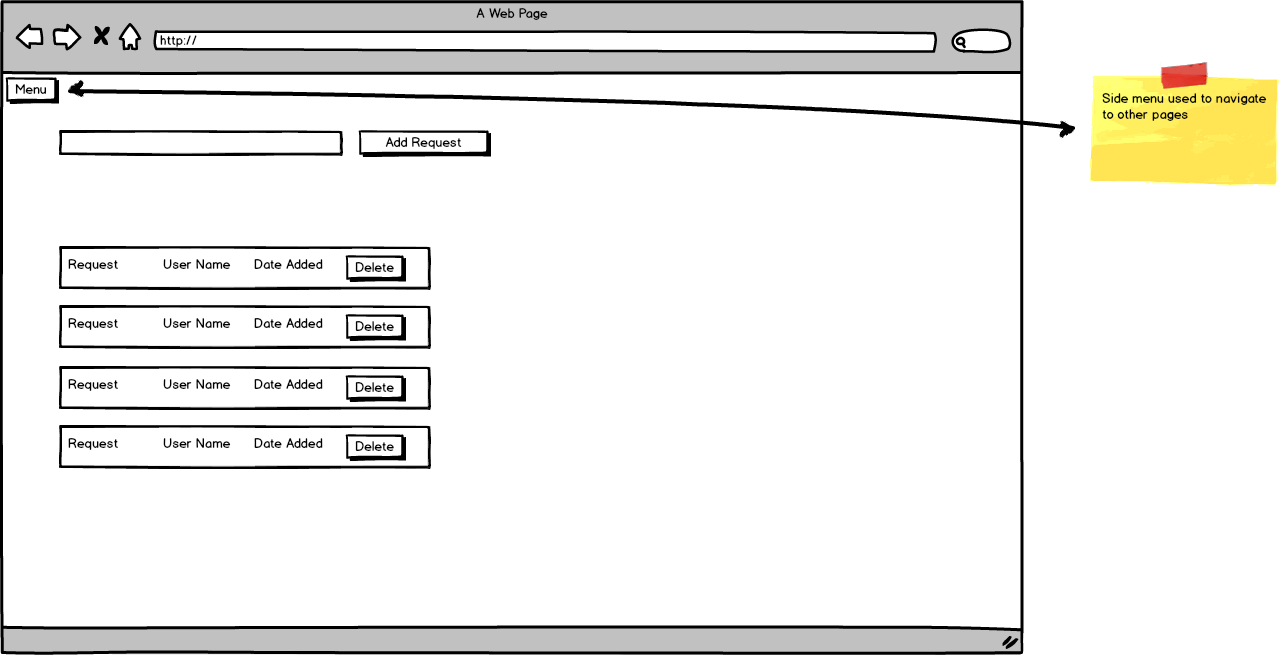 A Web Page
http://
Menu
Side menu used to navigate
to other pages
Add Request
Request User Name Date Added Delete
Request User Name Date Added Delete
Request User Name Date Added Delete
Request User Name Date Added Delete